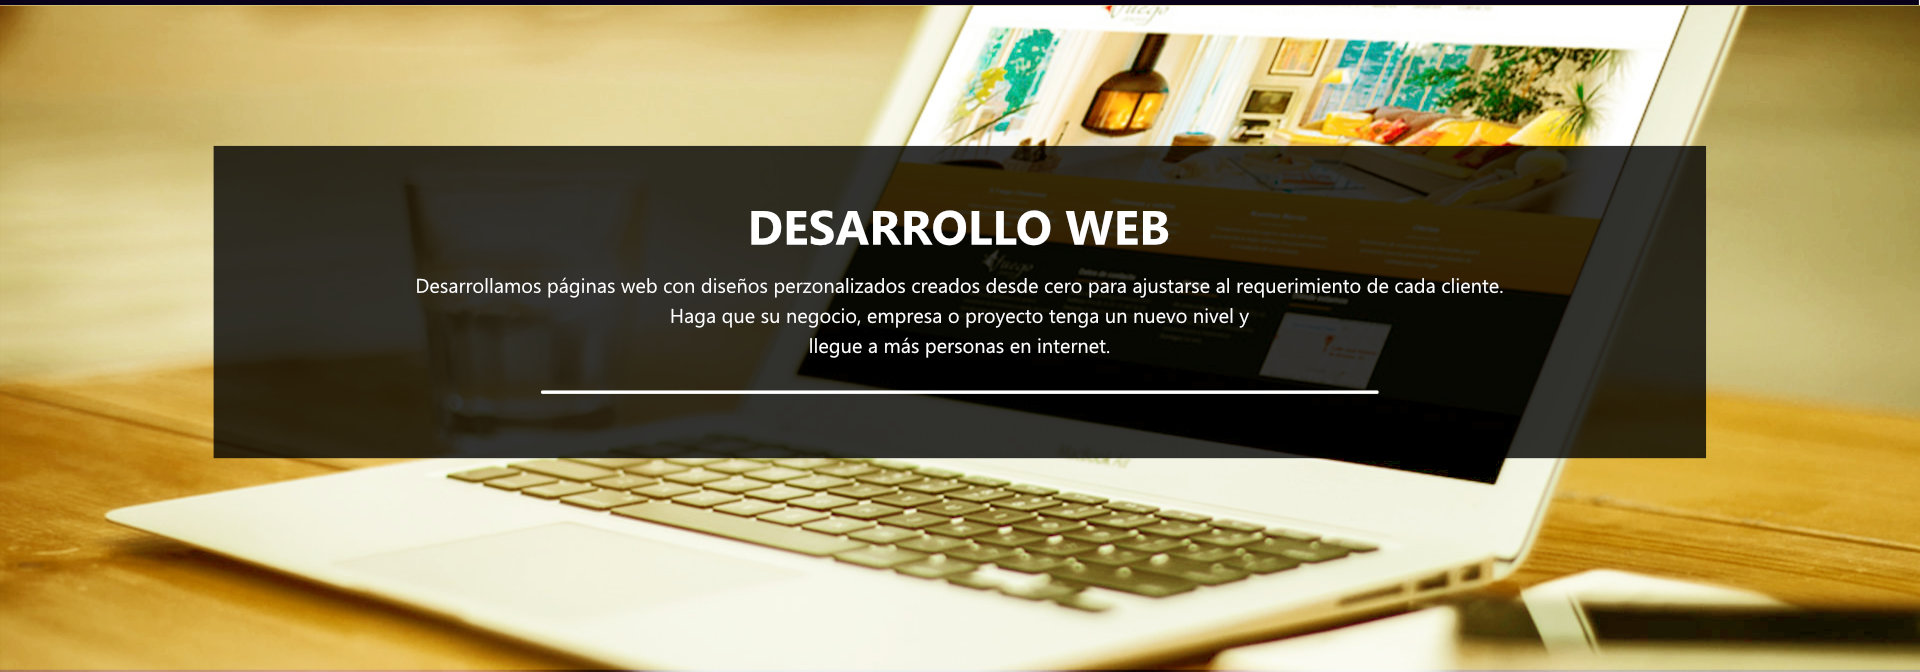 DESARROLLO WEB
Desarrollamos páginas web con diseños perzonalizados creados desde cero para ajustarse al requerimiento de cada cliente.
Haga que su negocio, empresa o proyecto tenga un nuevo nivel y
llegue a más personas en internet.